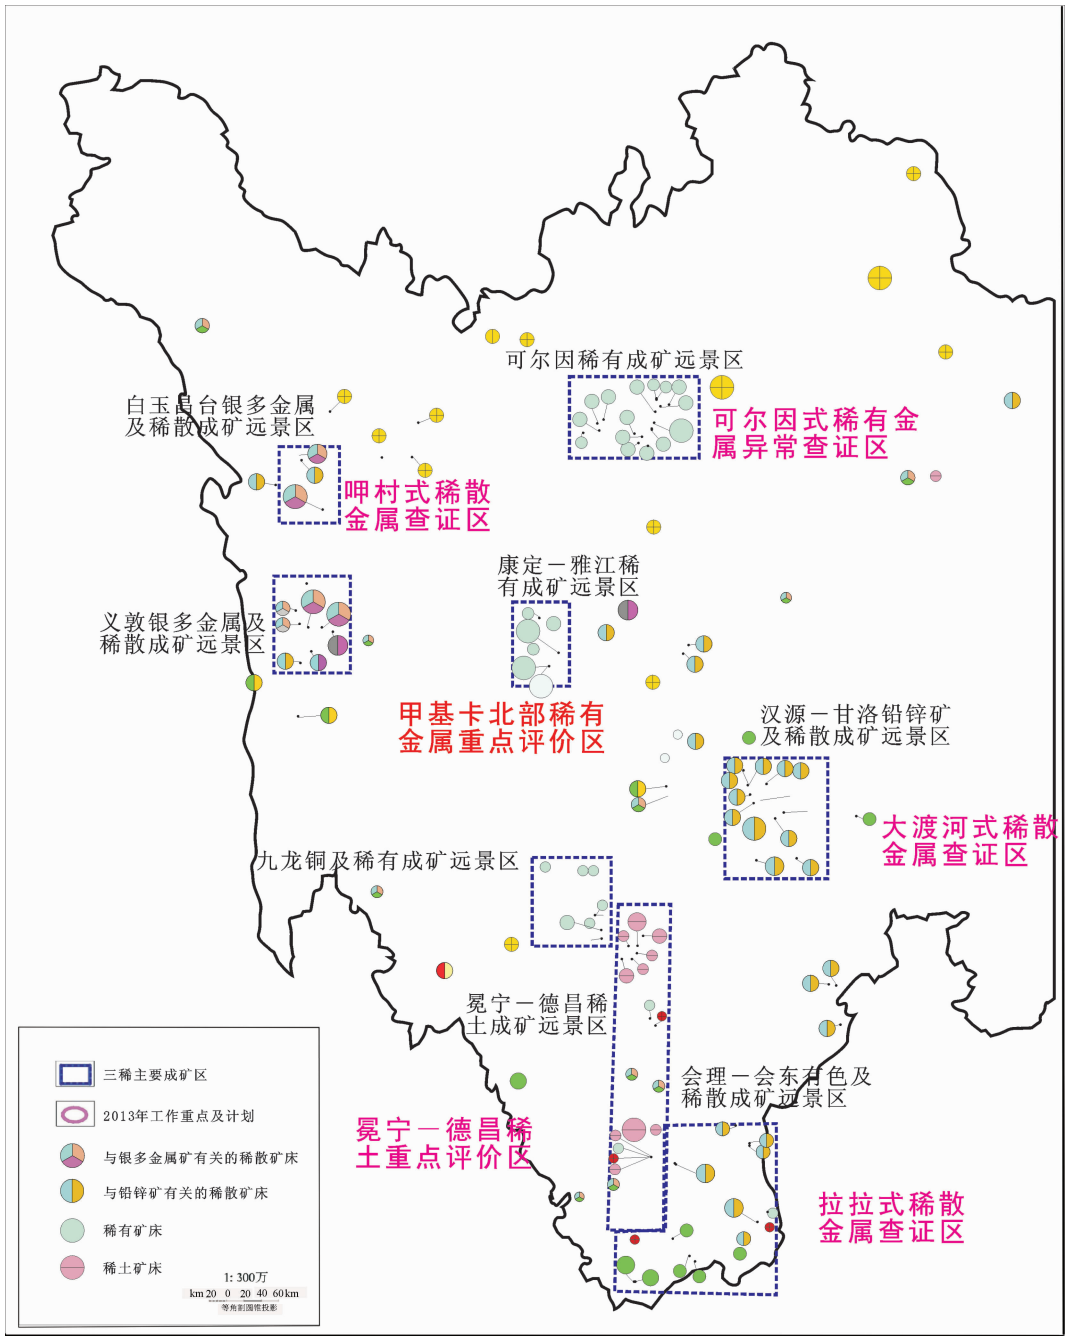 可尔因稀有成矿远景区
白玉昌台银多金属
及稀散成矿远景区
可尔因式稀有金
属异常查证区
呷村式稀散
金属查证区
康定－雅江稀
有成矿远景区
义敦银多金属及
稀散成矿远景区
甲基卡北部稀有
金属重点评价区
汉源－甘洛铅锌矿
及稀散成矿远景区
大渡河式稀散
金属查证区
九龙铜及稀有成矿远景区
冕宁－德昌稀
土成矿远景区
会理－会东有色及
稀散成矿远景区
冕宁－德昌稀
土重点评价区
拉拉式稀散
金属查证区
三稀主要成矿区
2013年工作重点及计划
与银多金属矿有关的稀散矿床
与铅锌矿有关的稀散矿床
稀有矿床
稀土矿床
1: 300万
km 20 0 20 40 60 km
等角割圆锥投影